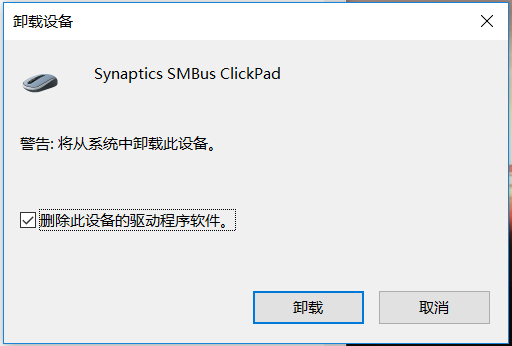 卸载设备
Synaptics SMBus ClickPad
警告: 将从系统中卸载此设备。
删除此设备的驱动程序软件。
卸载
取消